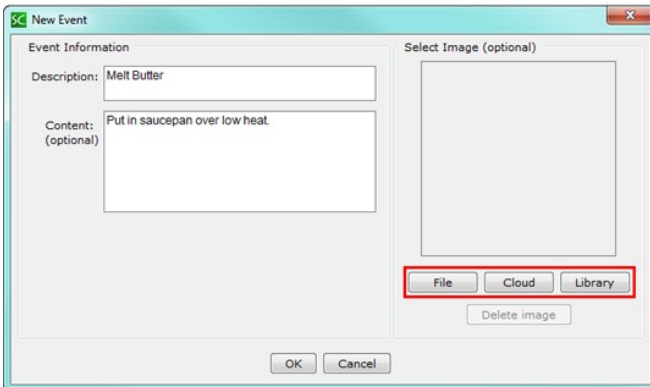 SC New Event
Event Information
Description: Melt Butter
Content: Put in saucepan over low heat.
(optional)
Select Image (optional)
File Cloud Library
Delete image
OK Cancel